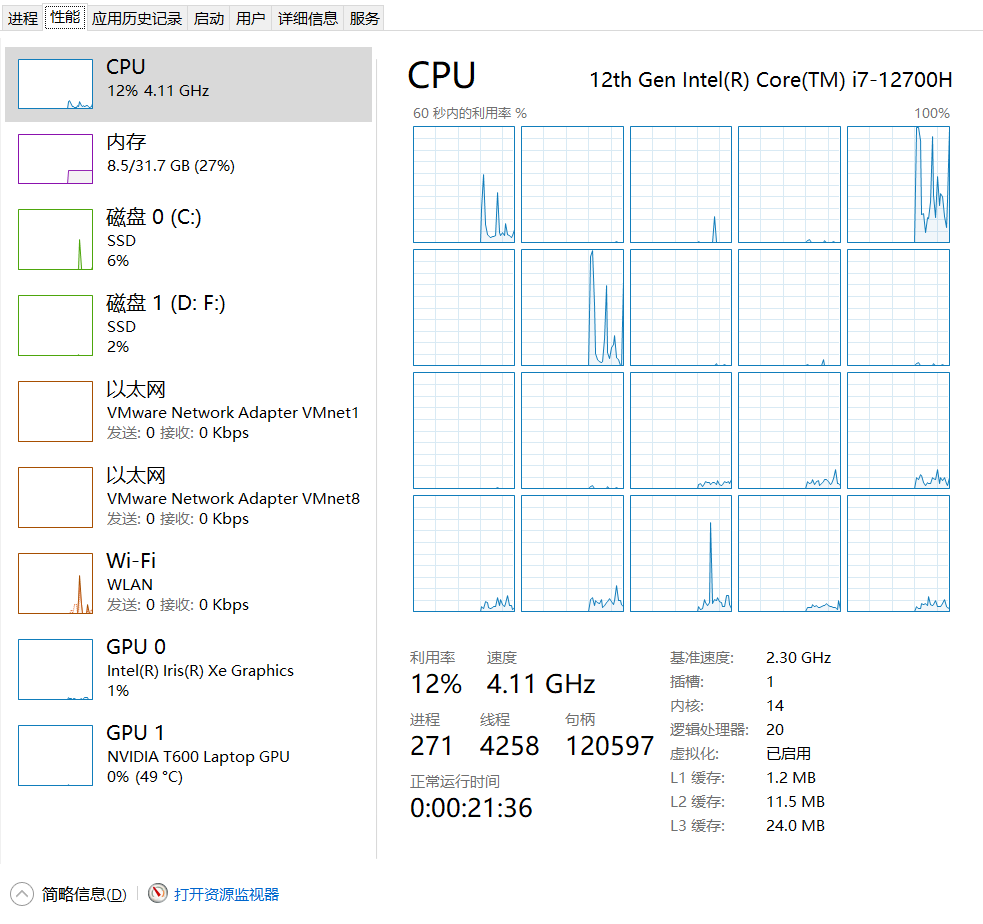 进程 性能 应用历史记录 启动 用户 详细信息 服务
CPU
12% 4.11 GHz
内存
8.5/31.7 GB (27%)
磁盘 0 (C:)
SSD
6%
磁盘 1 (D: F:)
SSD
2%
以太网
VMware Network Adapter VMnet1
发送: 0 接收: 0 Kbps
以太网
VMware Network Adapter VMnet8
发送: 0 接收: 0 Kbps
Wi-Fi
WLAN
发送: 0 接收: 0 Kbps
GPU 0
Intel(R) Iris(R) Xe Graphics
1%
GPU 1
NVIDIA T600 Laptop GPU
0% (49 °C)
CPU 12th Gen Intel(R) Core(TM) i7-12700H
60 秒内的利用率 % 100%
利用率 速度
12% 4.11 GHz
进程 线程 句柄
271 4258 120597
正常运行时间
0:00:21:36
基准速度: 2.30 GHz
插槽: 1
内核: 14
逻辑处理器: 20
虚拟化: 已启用
L1 缓存: 1.2 MB
L2 缓存: 11.5 MB
L3 缓存: 24.0 MB
简略信息(D) 打开资源监视器